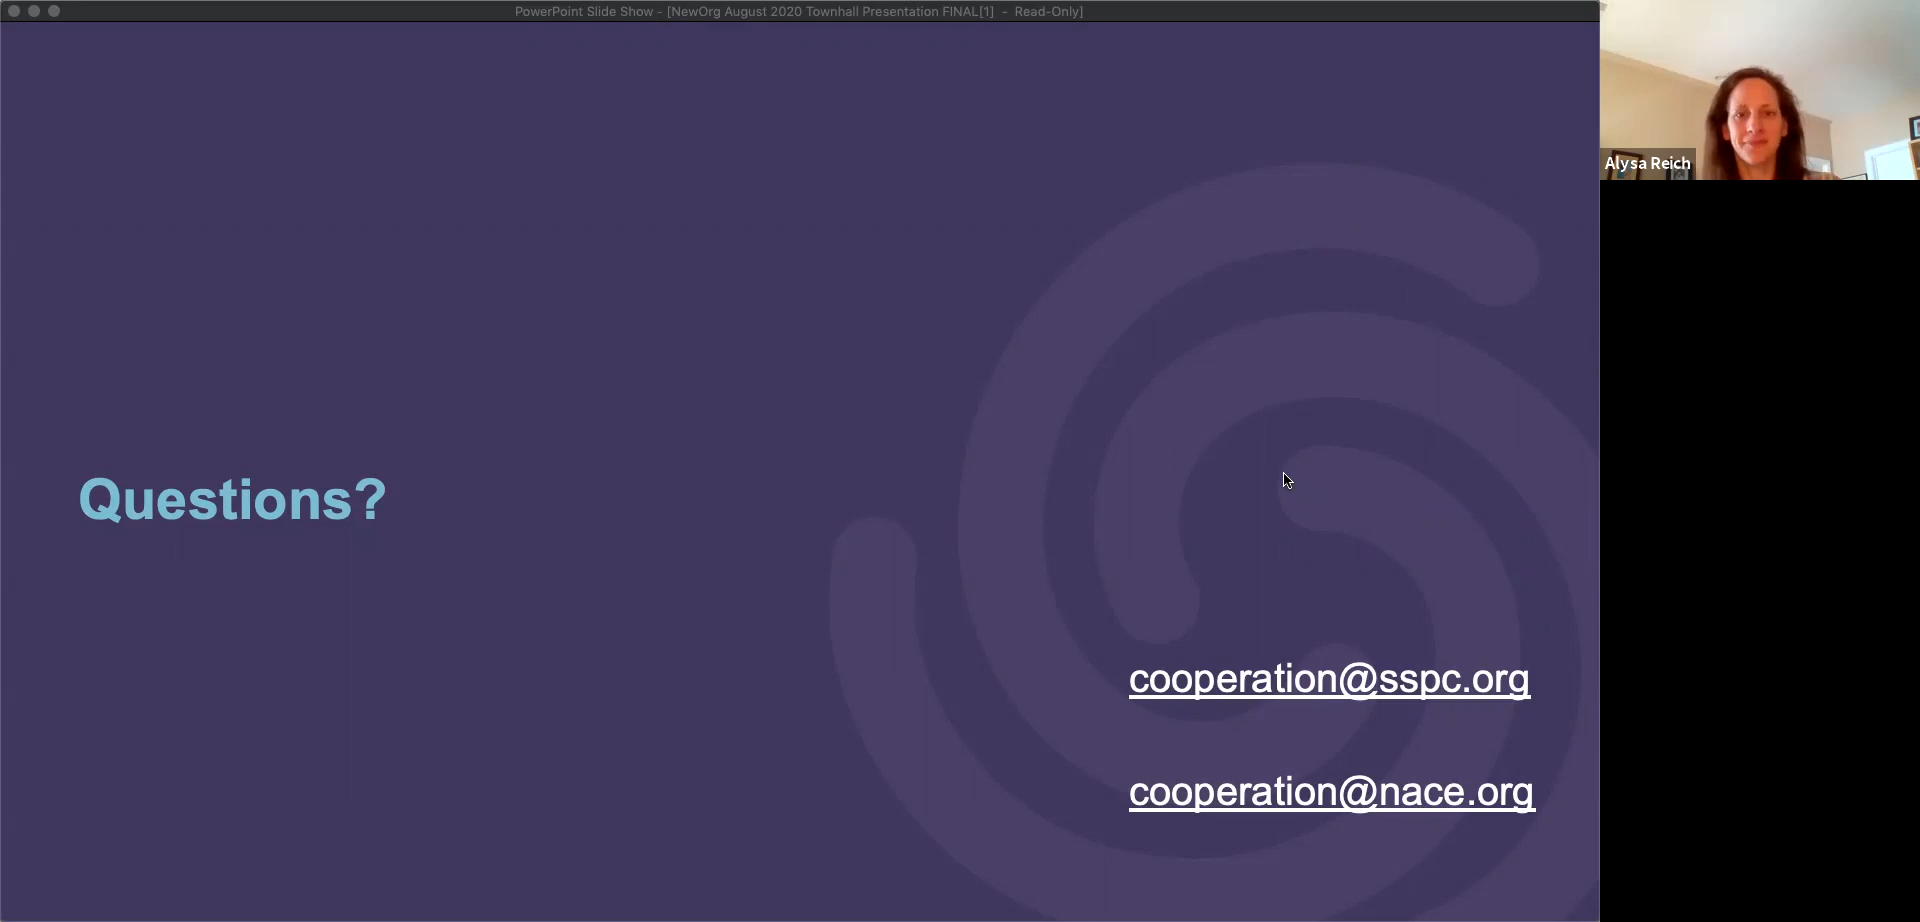 PowerPoint Slide Show - [NewOrg August 2020 Townhall Presentation FINAL[1] - Read-Only]
Alysa Reich
Questions?
cooperation@sspc.org
cooperation@nace.org